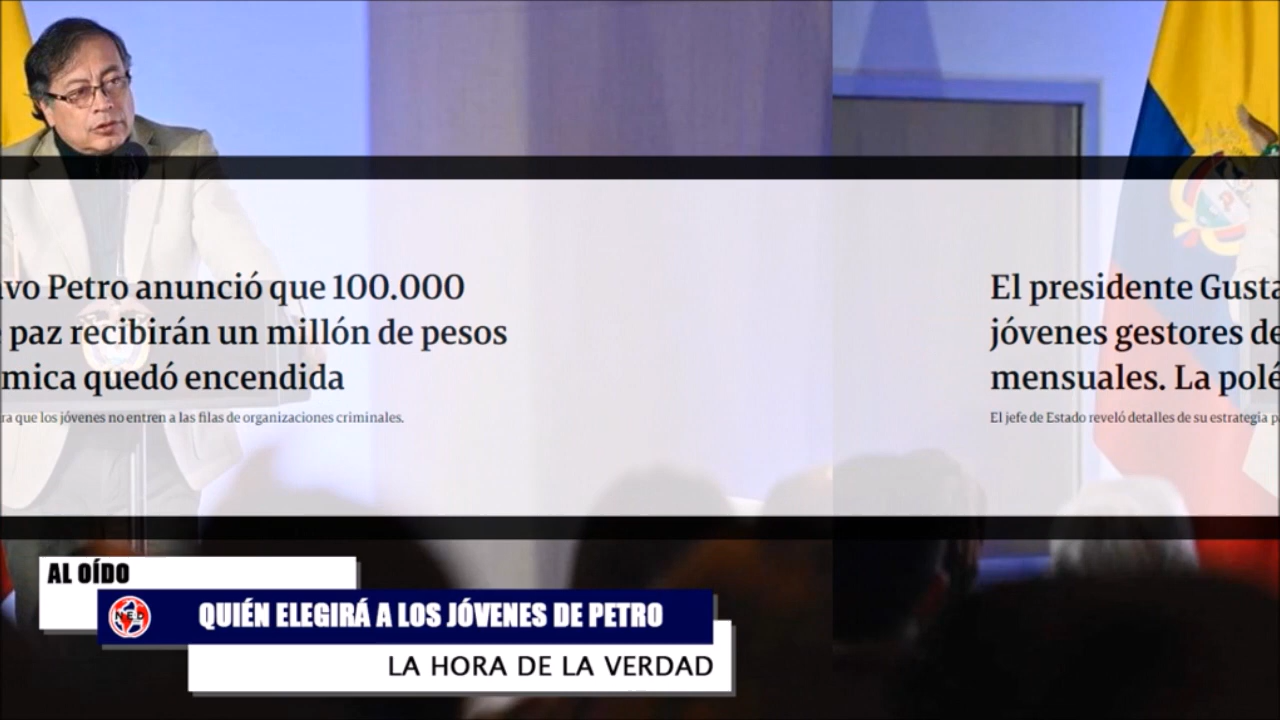 vo Petro anunció que 100.000
paz recibirán un millón de pesos
mica quedó encendida
ra que los jóvenes no entren a las filas de organizaciones criminales.
El presidente Gusta
jóvenes gestores de
mensuales. La polé
El jefe de Estado reveló detalles de su estrategia p
AL OÍDO
QUIÉN ELEGIRÁ A LOS JÓVENES DE PETRO
LA HORA DE LA VERDAD